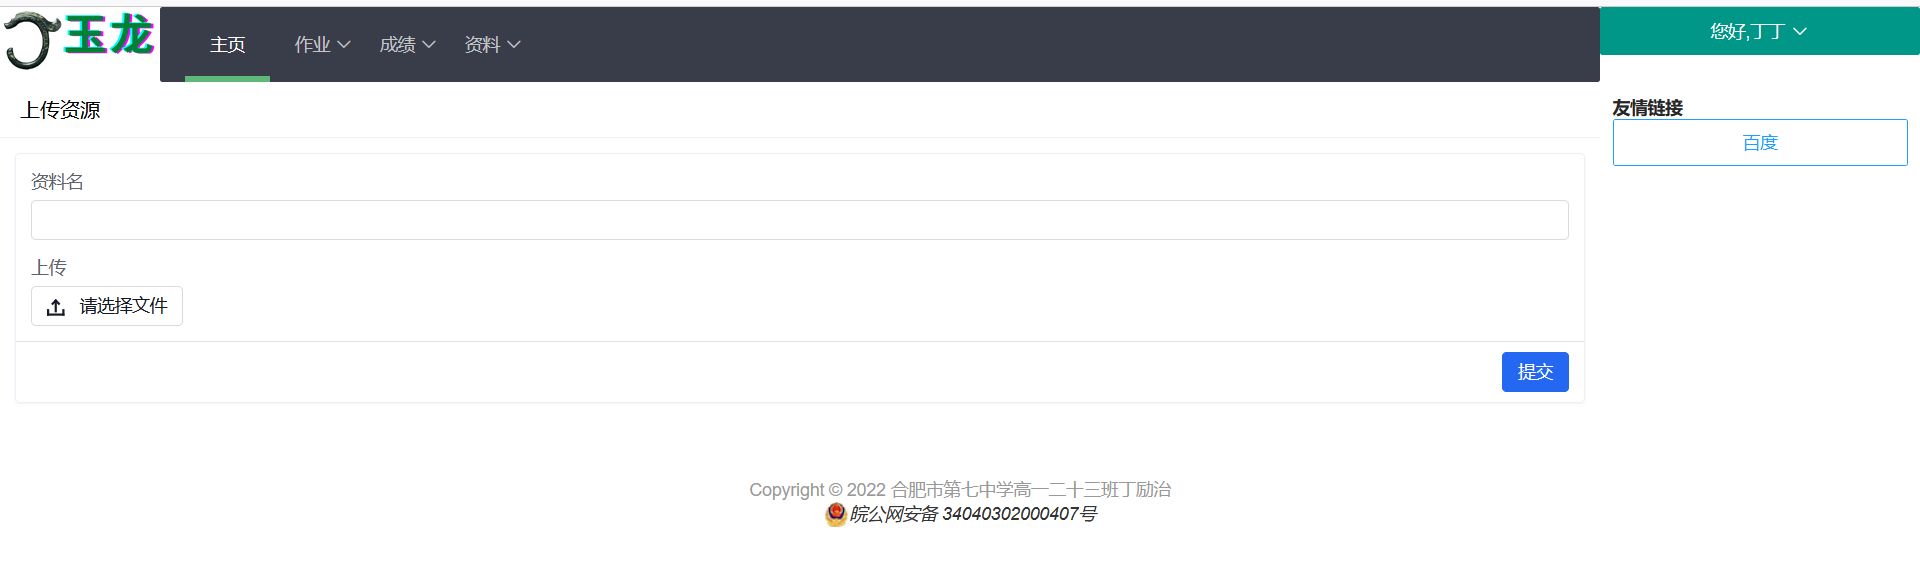 玉龙
主页 作业 成绩 资料
您好,丁丁
上传资源
友情链接
百度
资料名
上传
请选择文件
提交
Copyright © 2022 合肥市第七中学高一二十三班丁励治
皖公网安备 34040302000407号